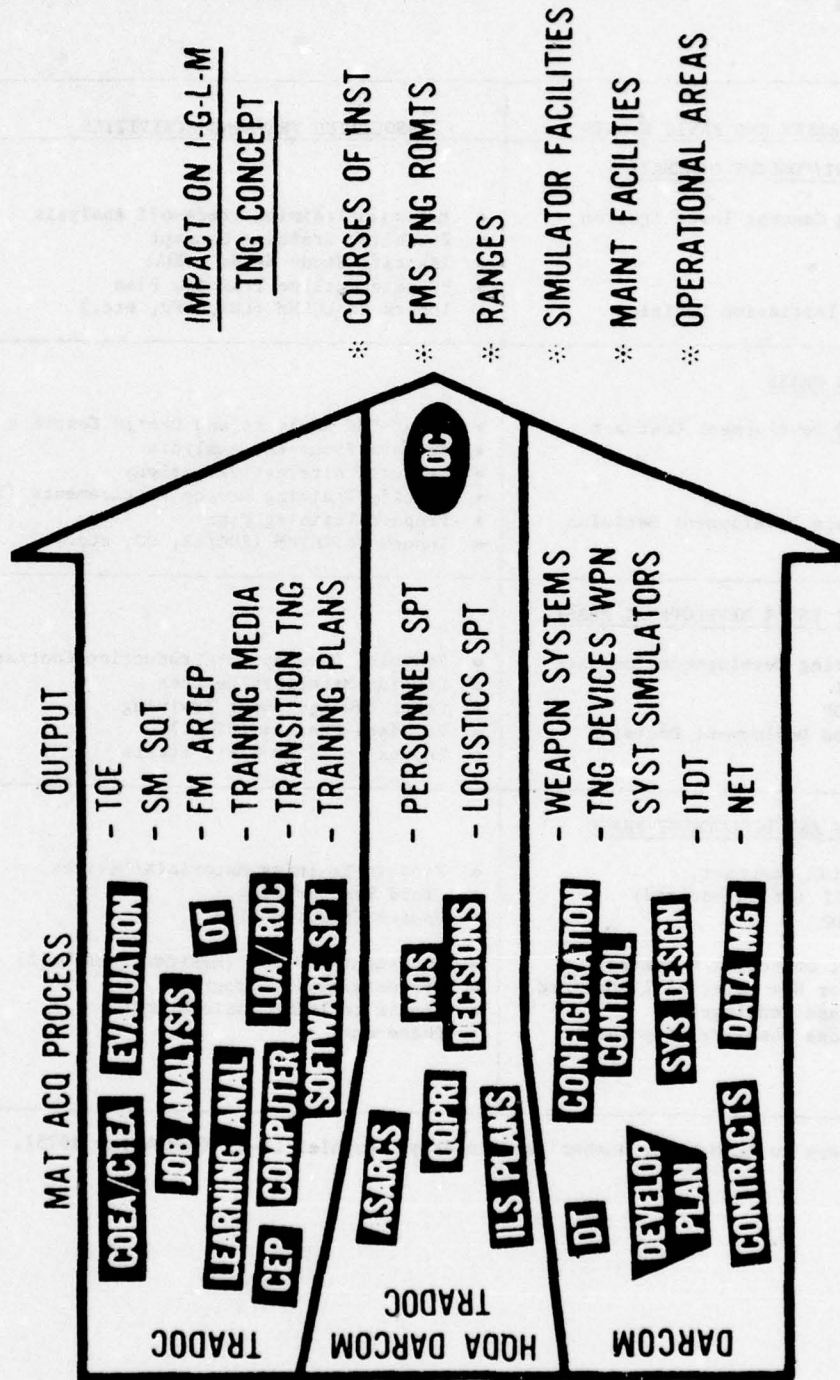 MAT ACQ PROCESS
OUTPUT
TRADOC
COEA/CEA
EVALUATION
JOB ANALYSIS
OT
LEARNING ANAL
LOA/ROC
CEP
COMPUTER
SOFTWARE SPT
- TOE
- SM SQT
- FM AREEP
- TRAINING MEDIA
- TRANSITION TNG
- TRAINING PLANS
HQDA DARCOM
TRADOC
ASARCS
QQPRI
MOS
DECISIONS
ILS PLANS
- PERSONNEL SPT
- LOGISTICS SPT
IOC
DARCOM
DT
CONFIGURATION
CONTROL
DEVELOP
PLAN
SYS DESIGN
CONTRACTS
DATA MGT
- WEAPON SYSTEMS
- TNG DEVICES WPN
SYST SIMULATORS
- ITDT
- NET
IMPACT ON I-G-L-M
TNG CONCEPT
* COURSES OF INST
* FMS TNG RQMTS
* RANGES
* SIMULATOR FACILITIES
* MAINT FACILITIES
* OPERATIONAL AREAS